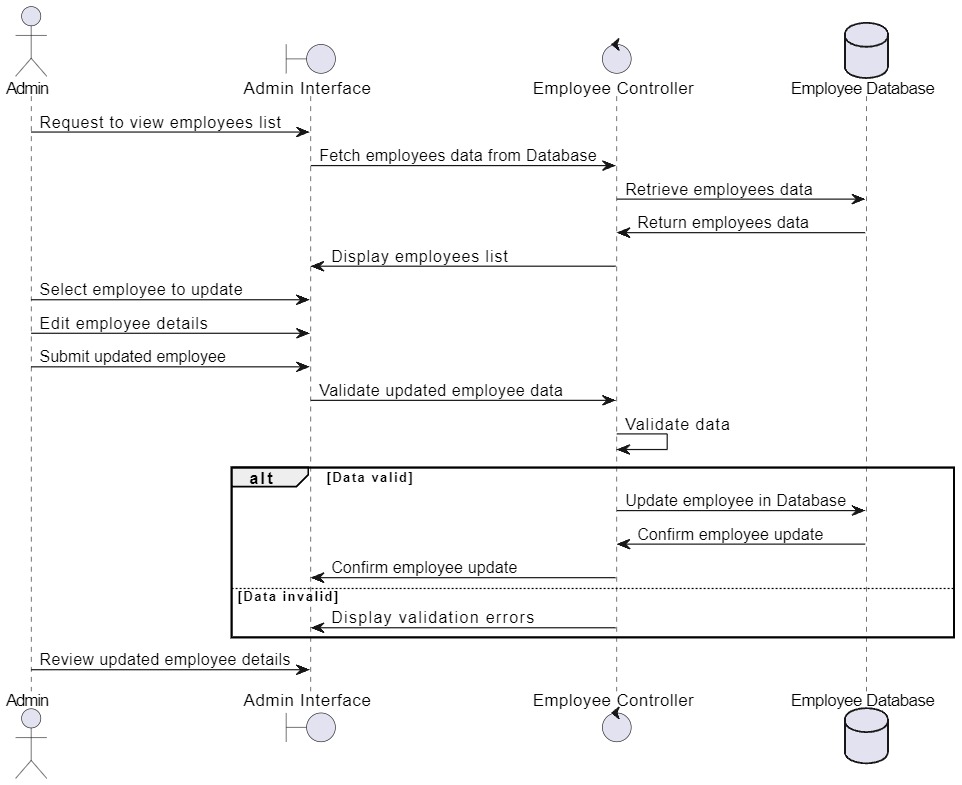 Admin
Admin Interface
Employee Controller
Employee Database
Request to view employees list
Fetch employees data from Database
Retrieve employees data
Return employees data
Display employees list
Select employee to update
Edit employee details
Submit updated employee
Validate updated employee data
Validate data
alt
[Data valid]
Update employee in Database
Confirm employee update
Confirm employee update
[Data invalid]
Display validation errors
Review updated employee details
Admin
Admin Interface
Employee Controller
Employee Database